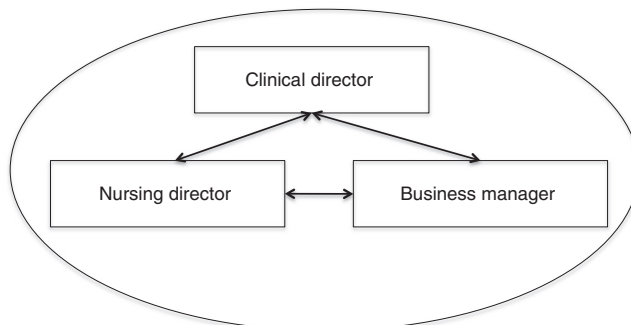 Clinical director
Nursing director
Business manager